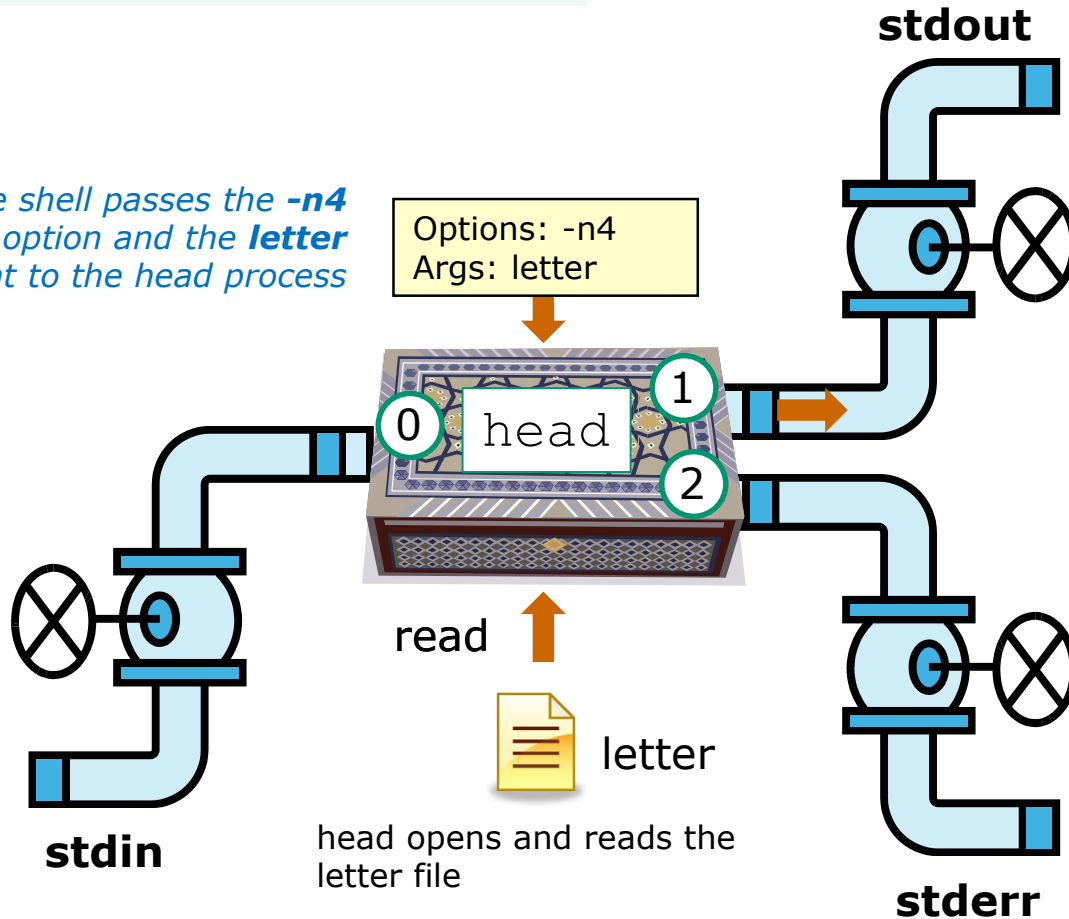 stdout
e shell passes the -n4
option and the letter
t to the head process
Options: -n4
Args: letter
1
0
head
2
read
letter
head opens and reads the
letter file
stdin
stderr